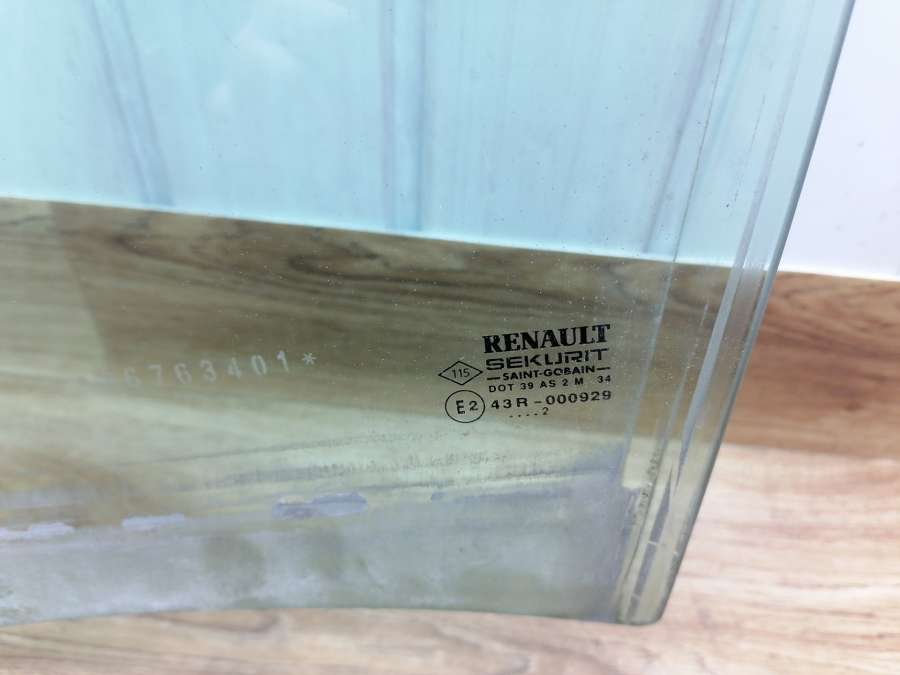 6763401*
RENAULT
SEKURIT
115
—SAINT-GOBAIN—
DOT 39 AS 2 M 34
E2 43R-000929
....2